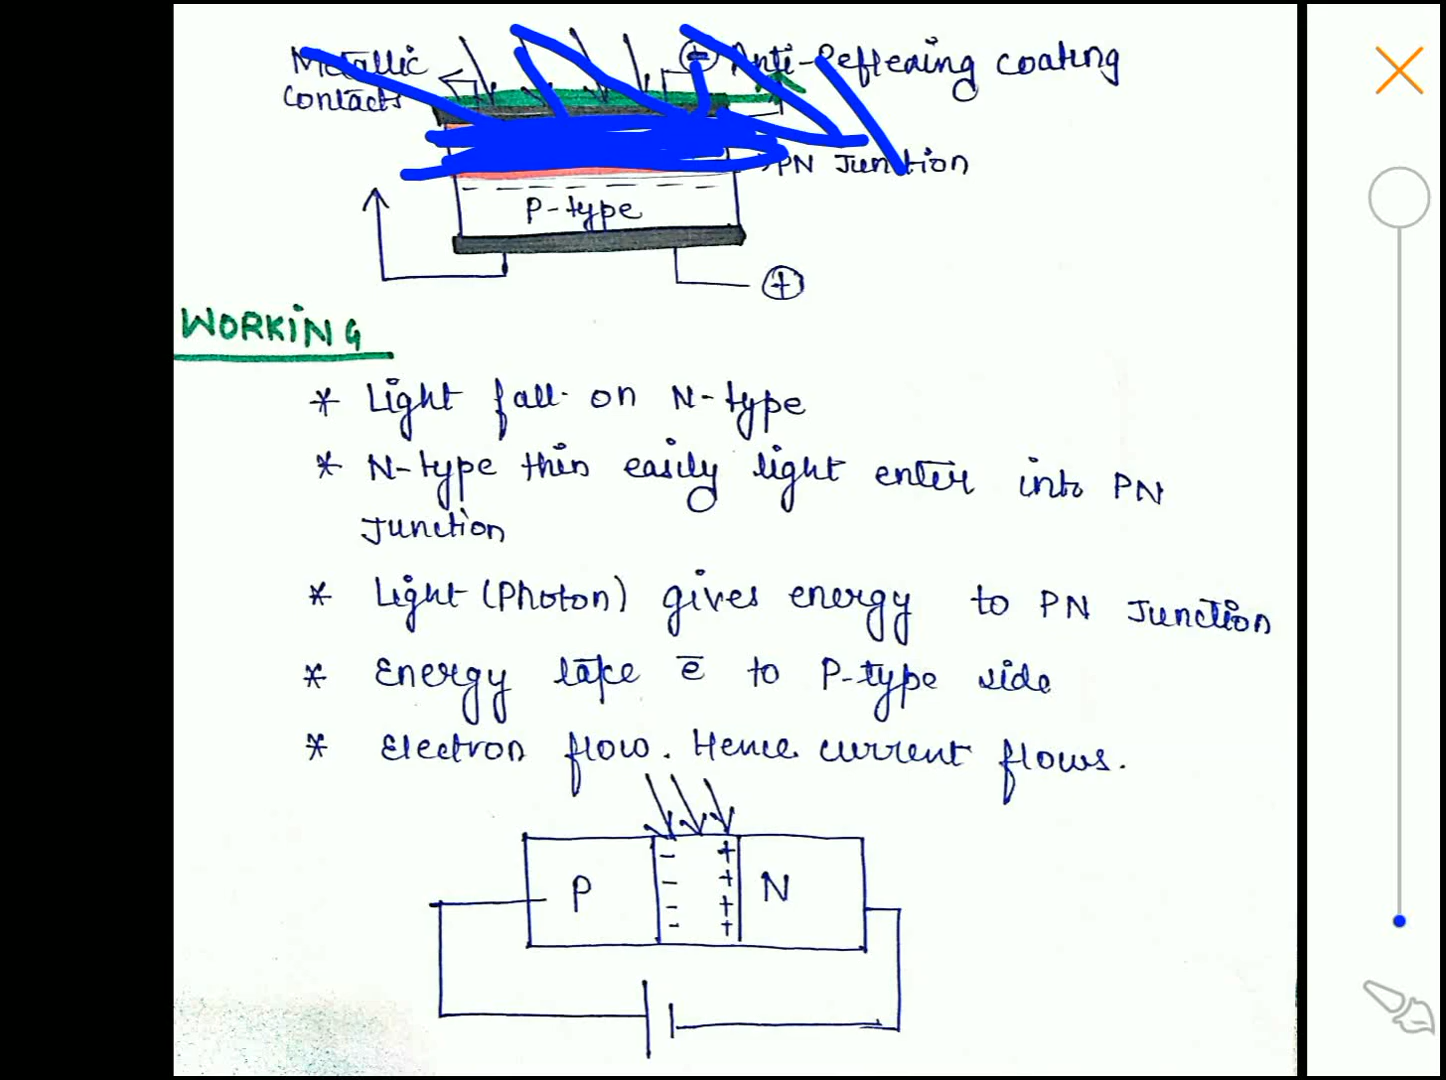 Metallic
Contacts
Anti-Reflecting coating
PN Junction
P-type
+
WORKING
* Light fall on N-type
* N-type thin easily light enter into PN
Junction
* Light (Photon) gives energy to PN Junction
* Energy take e̅ to P-type side
* Electron flow. Hence current flows.
P - + N
- +
- +
- +